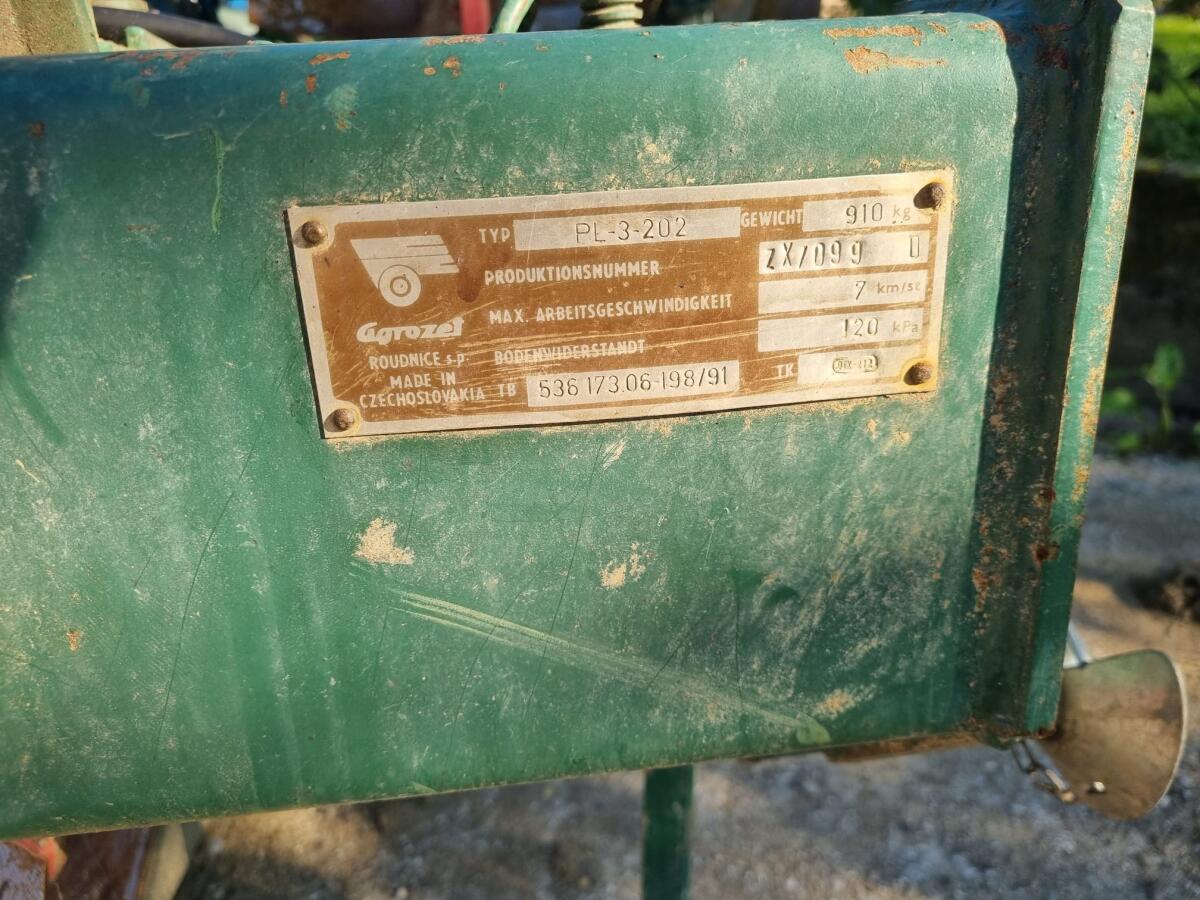 TYP PL-3-202 GEWICHT 910 kg
PRODUKTIONSNUMMER ZX/099 U
MAX. ARBEITSGESCHWINDIGKEIT 7 km/st
BODENWIDERSTANDT 120 kPa
Agrozet
ROUDNICE s.p.
MADE IN
CZECHOSLOVAKIA TB 536 173.06-198/91 TK